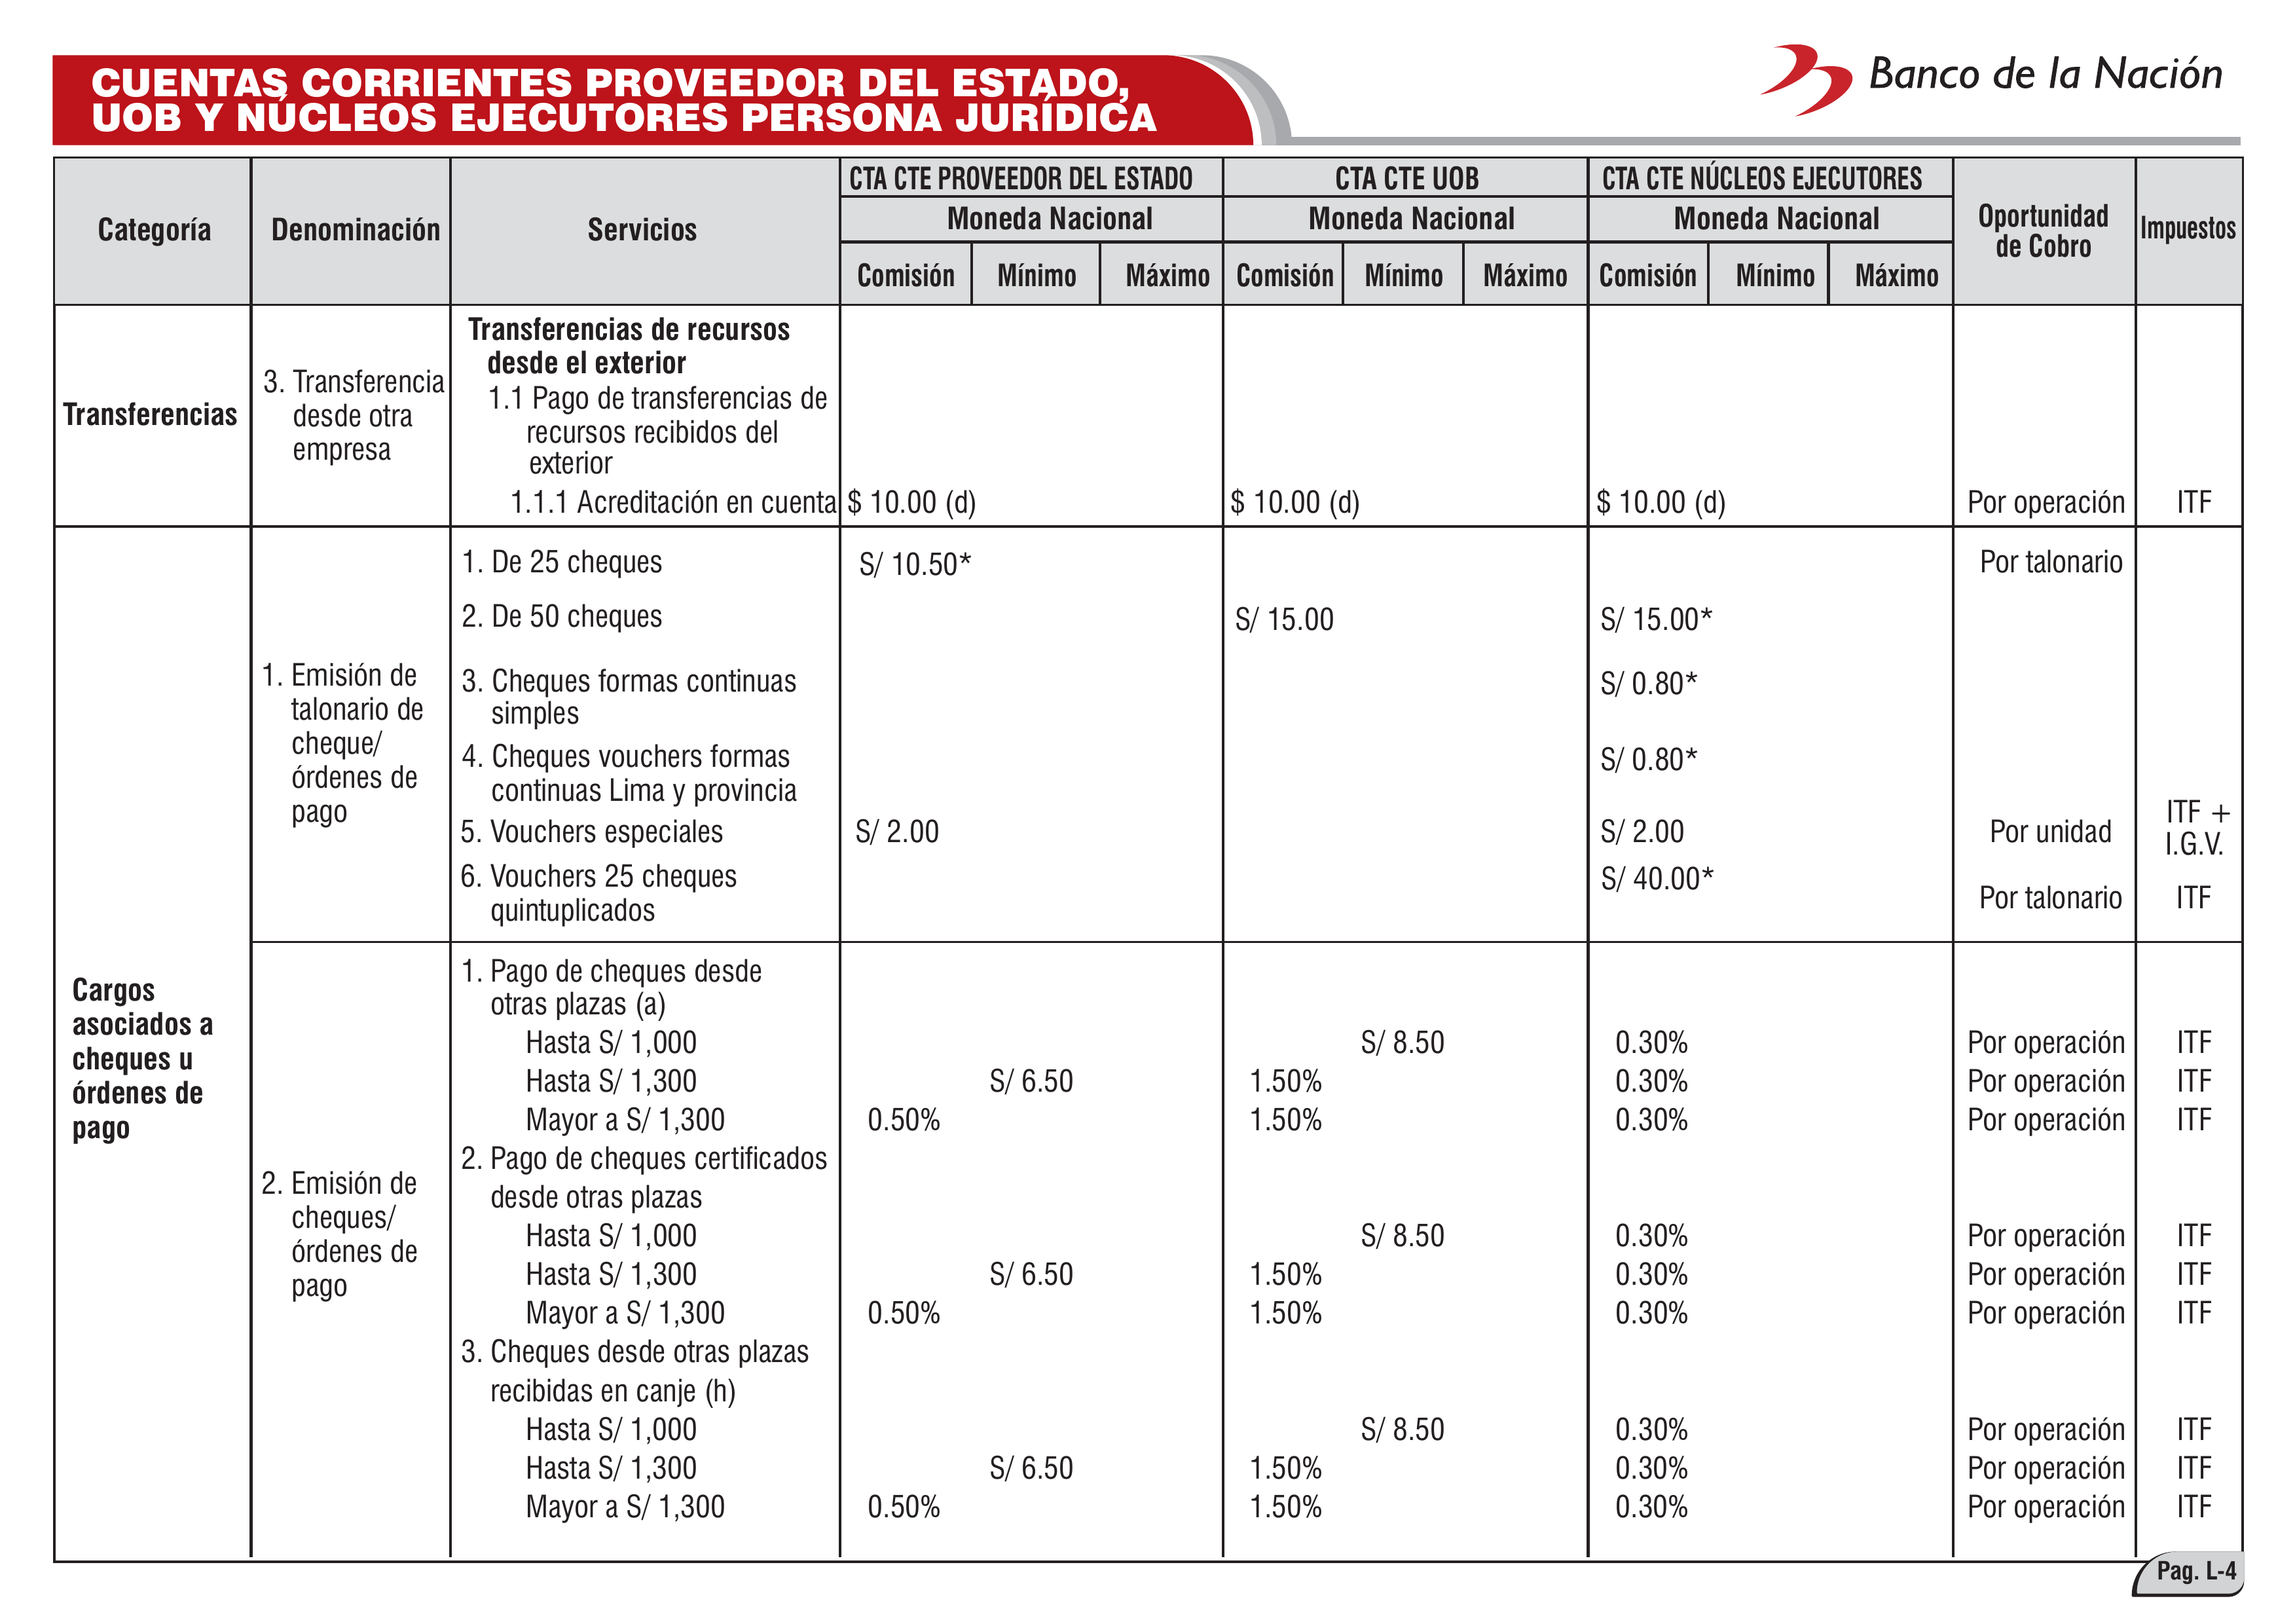 CUENTAS CORRIENTES PROVEEDOR DEL ESTADO,
UOB Y NÚCLEOS EJECUTORES PERSONA JURÍDICA
Banco de la Nación
Categoría Denominación Servicios CTA CTE PROVEEDOR DEL ESTADO CTA CTE UOB CTA CTE NÚCLEOS EJECUTORES Oportunidad de Cobro Impuestos
Moneda Nacional Moneda Nacional Moneda Nacional
Comisión Mínimo Máximo Comisión Mínimo Máximo Comisión Mínimo Máximo
Transferencias
3. Transferencia
desde otra
empresa
Transferencias de recursos
desde el exterior
1.1 Pago de transferencias de
recursos recibidos del
exterior
1.1.1 Acreditación en cuenta $ 10.00 (d) $ 10.00 (d) $ 10.00 (d) Por operación ITF
Cargos
asociados a
cheques u
órdenes de
pago
1. Emisión de
talonario de
cheque/
órdenes de
pago
1. De 25 cheques S/ 10.50* Por talonario
2. De 50 cheques S/ 15.00 S/ 15.00*
3. Cheques formas continuas S/ 0.80*
simples
4. Cheques vouchers formas S/ 0.80*
continuas Lima y provincia
5. Vouchers especiales S/ 2.00 S/ 2.00 Por unidad ITF +
I.G.V.
6. Vouchers 25 cheques S/ 40.00*
quintuplicados Por talonario ITF
2. Emisión de
cheques/
órdenes de
pago
1. Pago de cheques desde
otras plazas (a)
Hasta S/ 1,000 S/ 8.50 0.30% Por operación ITF
Hasta S/ 1,300 S/ 6.50 1.50% 0.30% Por operación ITF
Mayor a S/ 1,300 0.50% 1.50% 0.30% Por operación ITF
2. Pago de cheques certificados
desde otras plazas
Hasta S/ 1,000 S/ 8.50 0.30% Por operación ITF
Hasta S/ 1,300 S/ 6.50 1.50% 0.30% Por operación ITF
Mayor a S/ 1,300 0.50% 1.50% 0.30% Por operación ITF
3. Cheques desde otras plazas
recibidas en canje (h)
Hasta S/ 1,000 S/ 8.50 0.30% Por operación ITF
Hasta S/ 1,300 S/ 6.50 1.50% 0.30% Por operación ITF
Mayor a S/ 1,300 0.50% 1.50% 0.30% Por operación ITF
Pag. L-4